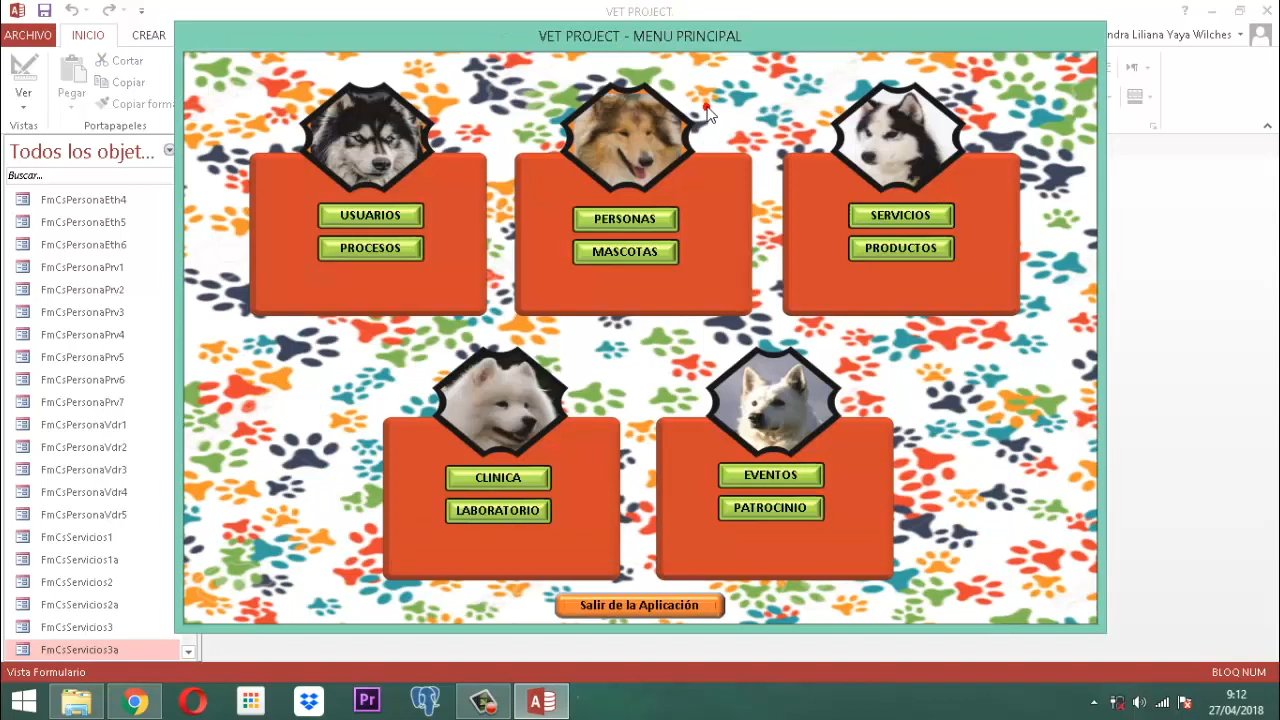 VET PROJECT
ARCHIVO INICIO CREAR
ndra Liliana Yaya Wilches
Ver
Pegar
Cortar
Copiar
Copiar forma
Vistas
Portapapeles
Todos los objet...
Buscar...
FmCsPersonaEth4
FmCsPersonaEth5
FmCsPersonaEth6
FmCsPersonaPrv1
FmCsPersonaPrv2
FmCsPersonaPrv3
FmCsPersonaPrv4
FmCsPersonaPrv5
FmCsPersonaPrv6
FmCsPersonaPrv7
FmCsPersonaVdr1
FmCsPersonaVdr2
FmCsPersonaVdr3
FmCsPersonaVdr4
FmCsPersonaVdr5
FmCsServicios1
FmCsServicios1a
FmCsServicios2
FmCsServicios2a
FmCsServicios3
FmCsServicios3a
VET PROJECT - MENU PRINCIPAL
USUARIOS
PROCESOS
PERSONAS
MASCOTAS
SERVICIOS
PRODUCTOS
CLINICA
LABORATORIO
EVENTOS
PATROCINIO
Salir de la Aplicación
Vista Formulario
BLOQ NUM
Pr
9:12
27/04/2018